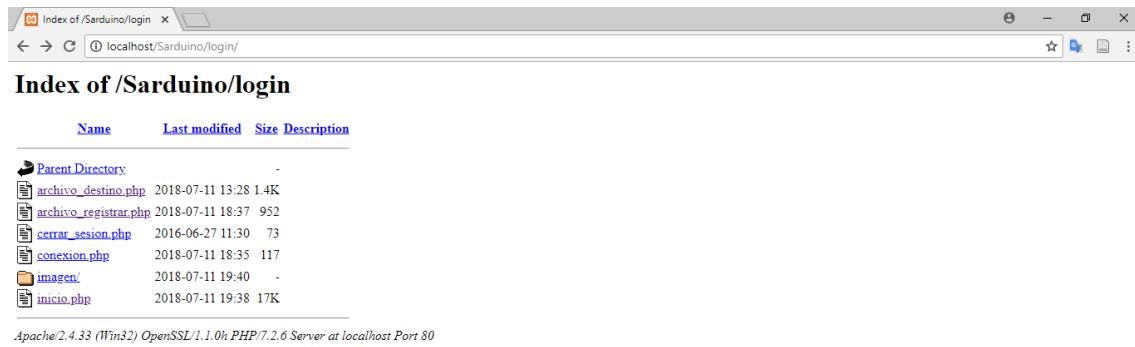 Index of /Sarduino/login
localhost/Sarduino/login/
Index of /Sarduino/login
Name Last modified Size Description
Parent Directory -
archivo_destino.php 2018-07-11 13:28 1.4K
archivo_registrar.php 2018-07-11 18:37 952
cerrar_sesion.php 2016-06-27 11:30 73
conexion.php 2018-07-11 18:35 117
imagen/ 2018-07-11 19:40 -
inicio.php 2018-07-11 19:38 17K
Apache/2.4.33 (Win32) OpenSSL/1.1.0h PHP/7.2.6 Server at localhost Port 80